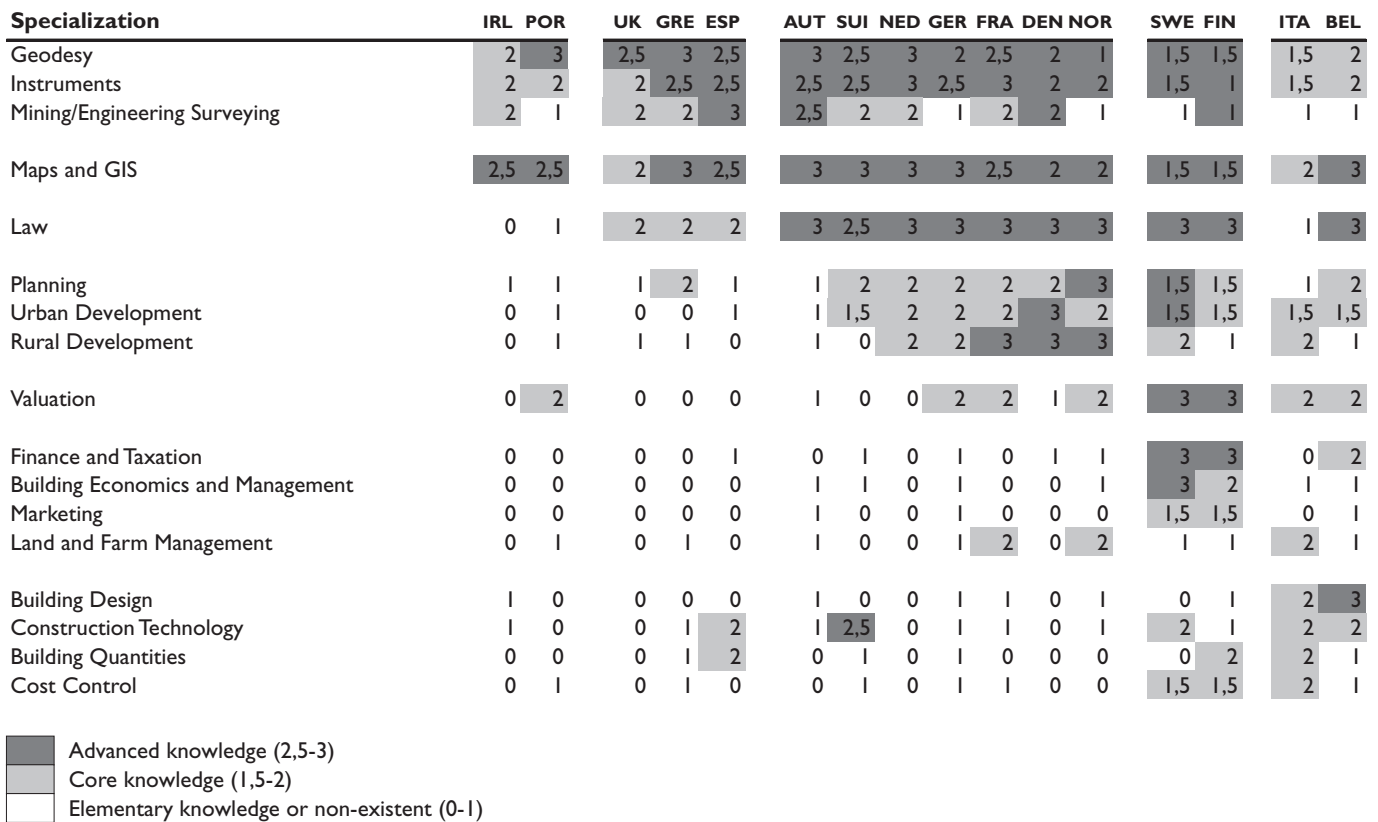 Specialization IRL POR UK GRE ESP AUT SUI NED GER FRA DEN NOR SWE FIN ITA BEL
Geodesy 2 3 2,5 3 2,5 3 2,5 3 2 2,5 2 1 1,5 1,5 1,5 2
Instruments 2 2 2 2,5 2,5 2,5 2,5 3 2,5 3 2 2 1,5 1 1,5 2
Mining/Engineering Surveying 2 1 2 2 3 2,5 2 2 1 2 2 1 1 1 1 1
Maps and GIS 2,5 2,5 2 3 2,5 3 3 3 3 2,5 2 2 1,5 1,5 2 3
Law 0 1 2 2 2 3 2,5 3 3 3 3 3 3 3 1 3
Planning 1 1 1 2 1 1 2 2 2 2 2 3 1,5 1,5 1 2
Urban Development 0 1 0 0 1 1 1,5 2 2 2 3 2 1,5 1,5 1,5 1,5
Rural Development 0 1 1 1 0 1 0 2 2 3 3 3 2 1 2 1
Valuation 0 2 0 0 0 1 0 0 2 2 1 2 3 3 2 2
Finance and Taxation 0 0 0 0 1 0 1 0 1 0 1 1 3 3 0 2
Building Economics and Management 0 0 0 0 0 1 1 0 1 0 0 1 3 2 1 1
Marketing 0 0 0 0 0 1 0 0 1 0 0 0 1,5 1,5 0 1
Land and Farm Management 0 1 0 1 0 1 0 0 1 2 0 2 1 1 2 1
Building Design 1 0 0 0 0 1 0 0 1 1 0 1 0 1 2 3
Construction Technology 1 0 0 1 2 1 2,5 0 1 1 0 1 2 1 2 2
Building Quantities 0 0 0 1 2 0 1 0 1 0 0 0 0 2 2 1
Cost Control 0 1 0 1 0 0 1 0 1 1 0 0 1,5 1,5 2 1
Advanced knowledge (2,5-3)
Core knowledge (1,5-2)
Elementary knowledge or non-existent (0-1)